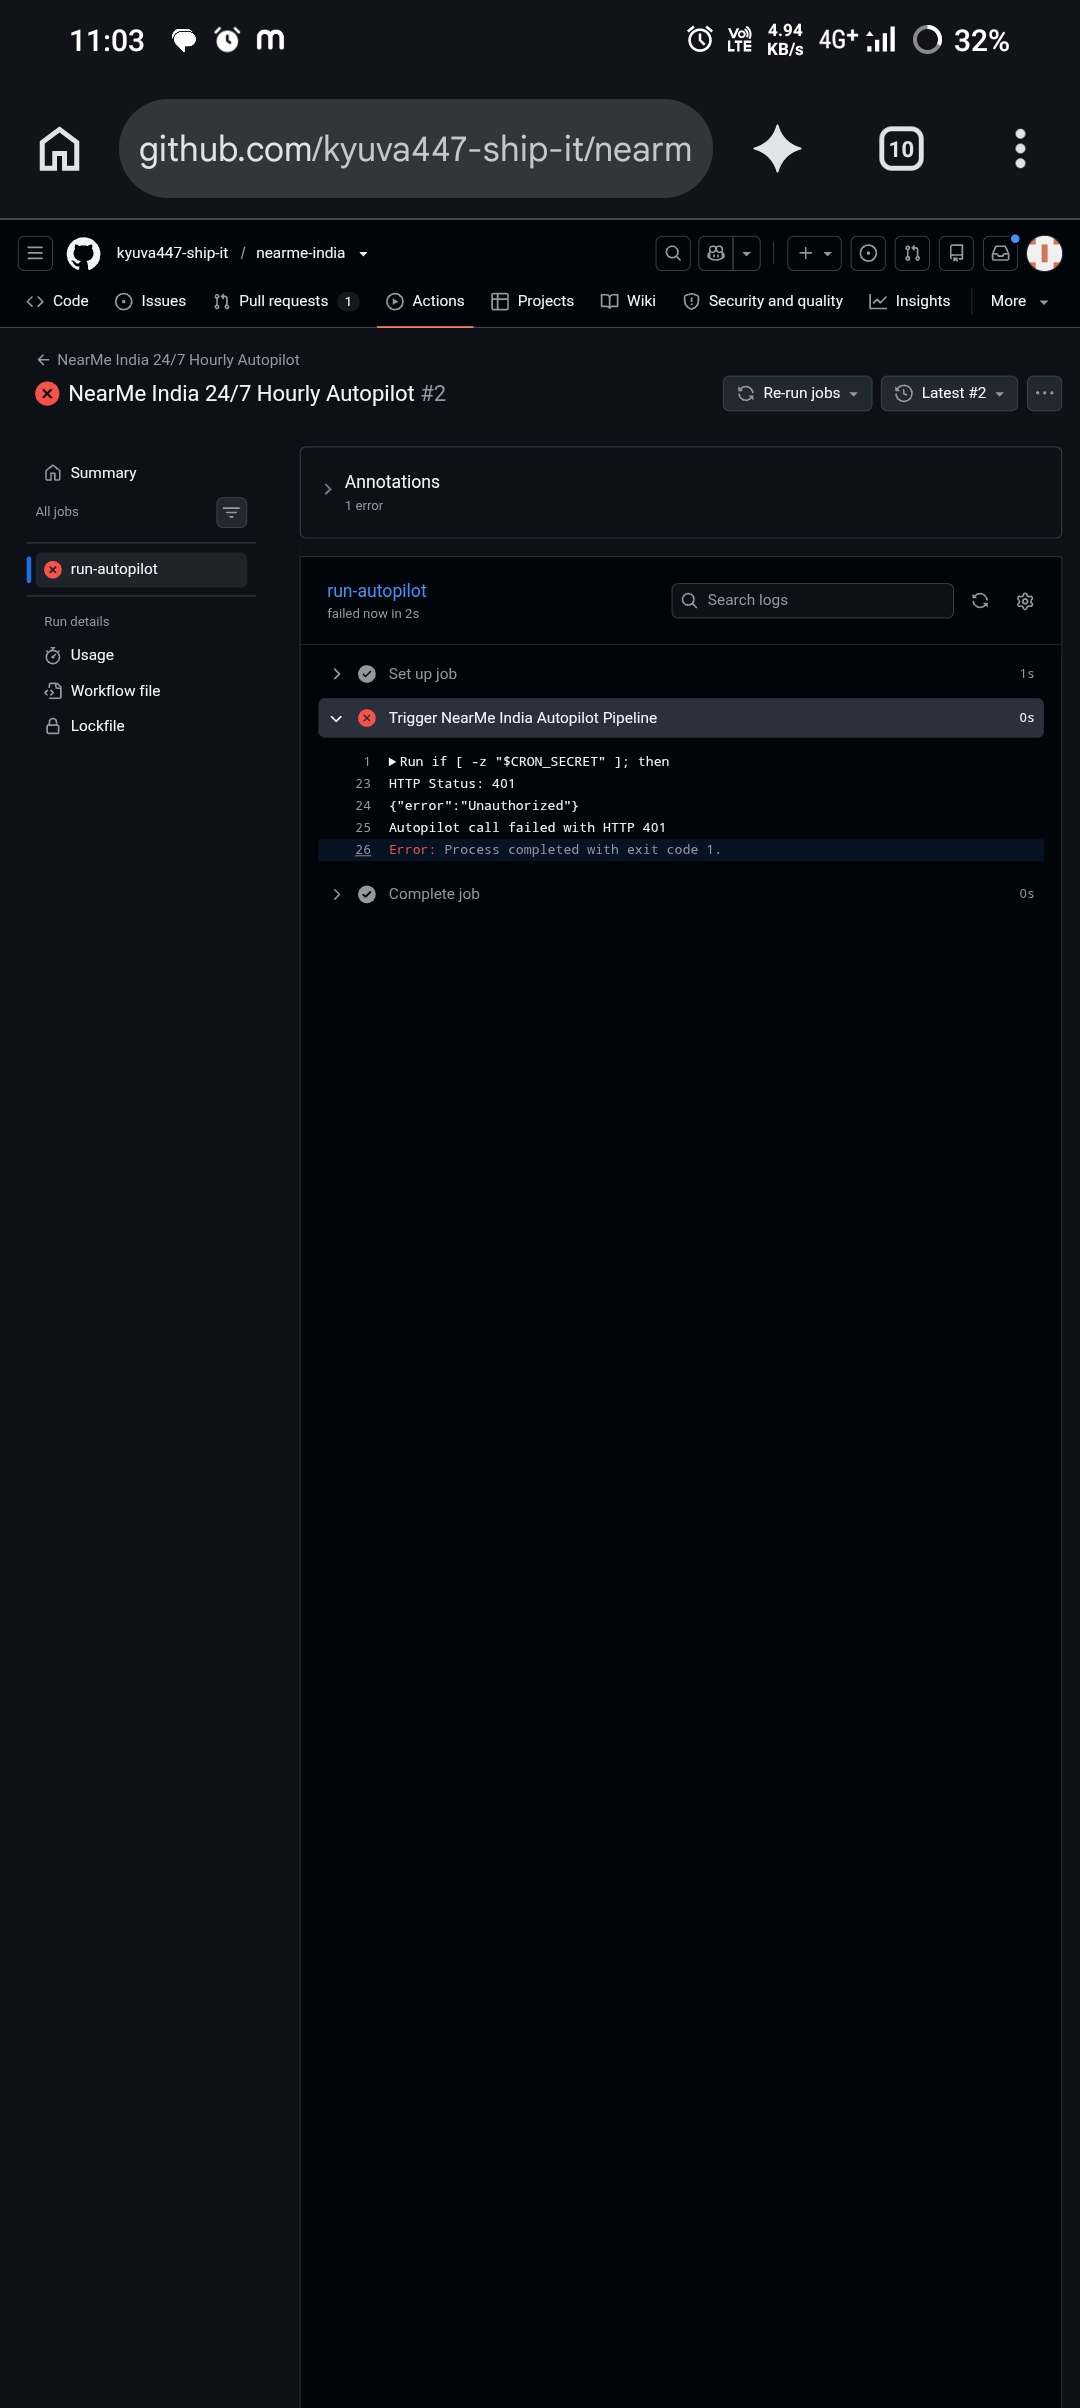 11:03
Vo)) LTE
4.94 KB/s
4G+
32%
github.com/kyuva447-ship-it/nearm
10
kyuva447-ship-it / nearme-india
Code Issues Pull requests 1 Actions Projects Wiki Security and quality Insights More
NearMe India 24/7 Hourly Autopilot
NearMe India 24/7 Hourly Autopilot #2
Re-run jobs
Latest #2
Summary
All jobs
run-autopilot
Run details
Usage
Workflow file
Lockfile
Annotations
1 error
run-autopilot
failed now in 2s
Search logs
Set up job 1s
Trigger NearMe India Autopilot Pipeline 0s
1 Run if [ -z "$CRON_SECRET" ]; then
23 HTTP Status: 401
24 {"error":"Unauthorized"}
25 Autopilot call failed with HTTP 401
26 Error: Process completed with exit code 1.
Complete job 0s